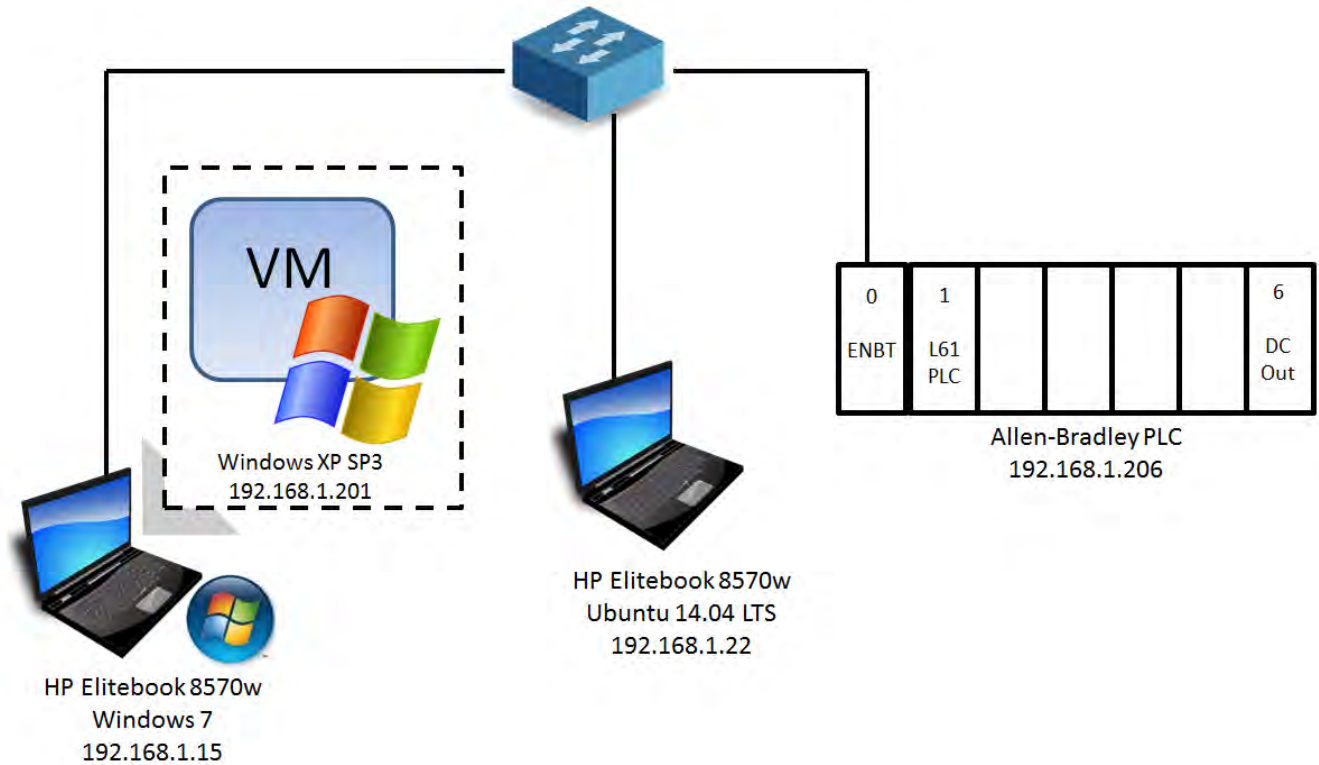 VM
Windows XP SP3
192.168.1.201
HP Elitebook 8570w
Windows 7
192.168.1.15
HP Elitebook 8570w
Ubuntu 14.04 LTS
192.168.1.22
0
ENBT
1
L61
PLC
6
DC
Out
Allen-Bradley PLC
192.168.1.206